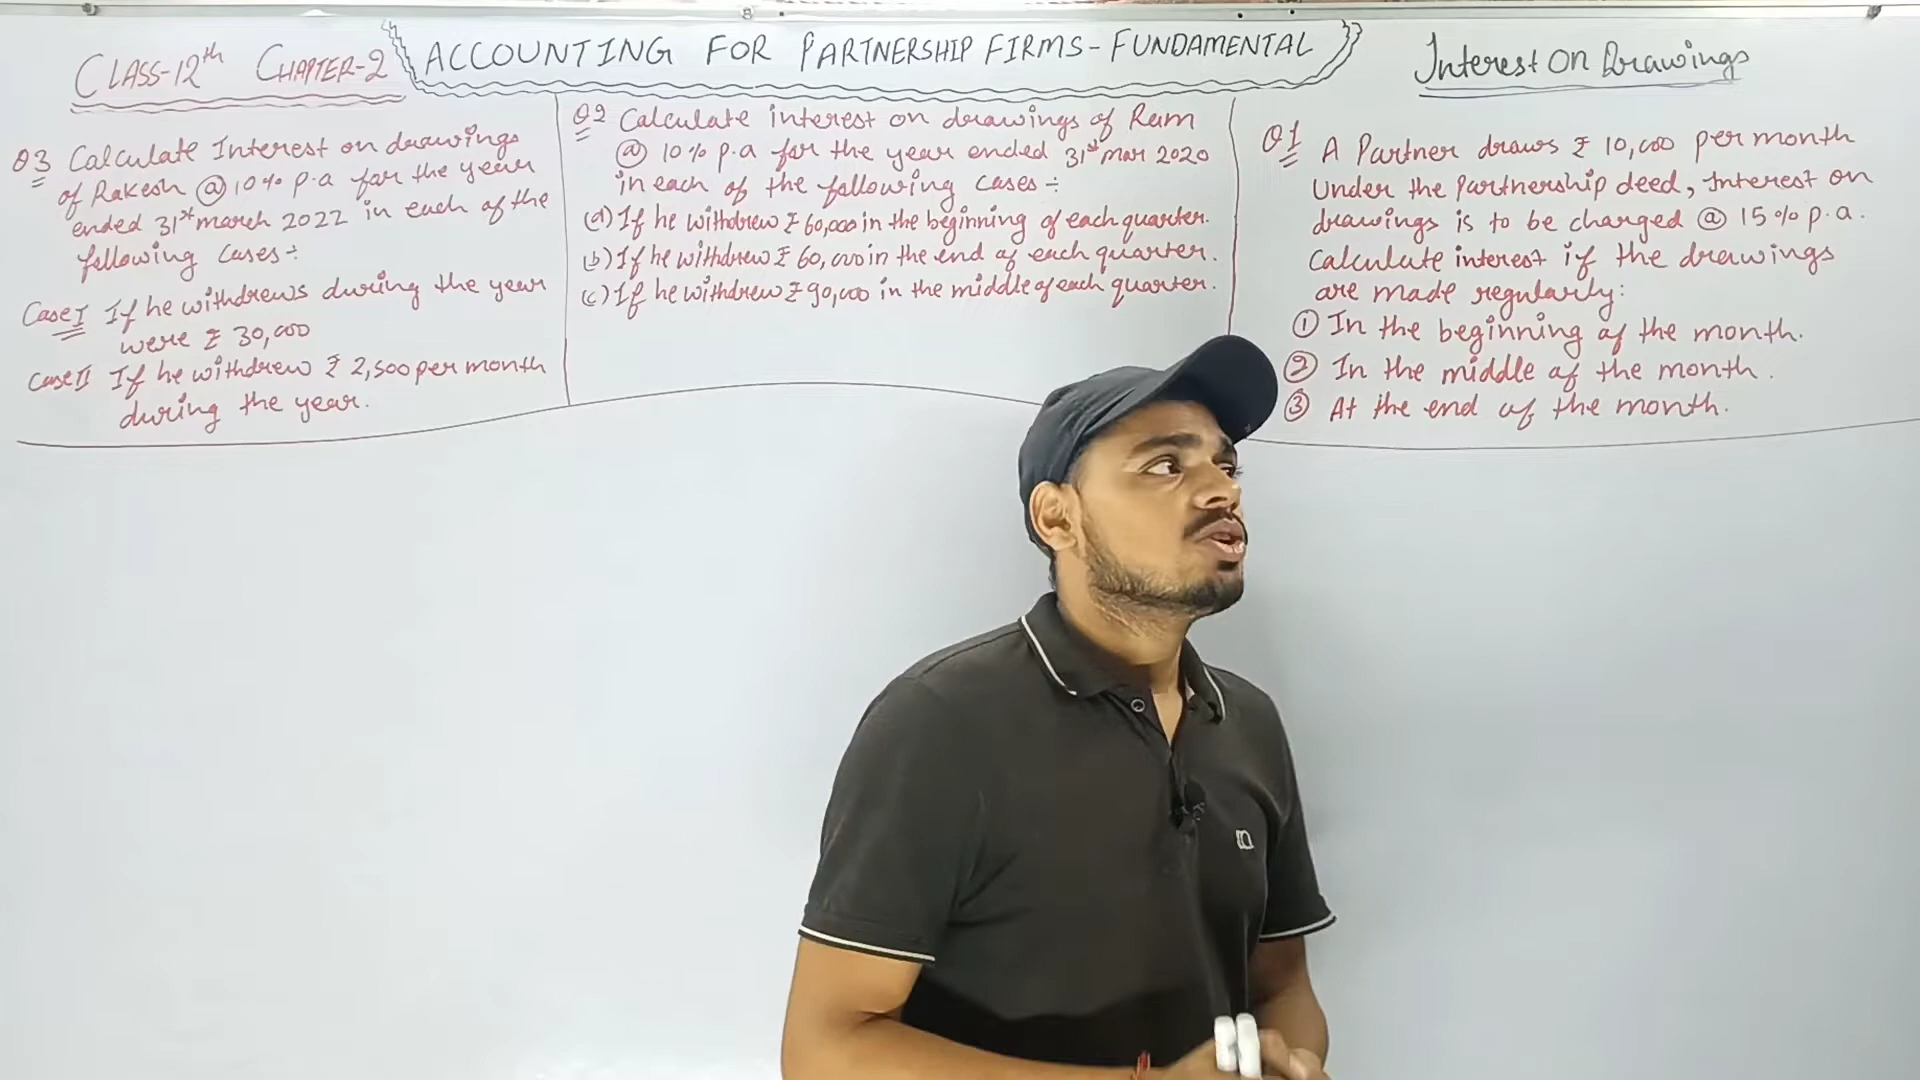 CLASS-12th CHAPTER-2
ACCOUNTING FOR PARTNERSHIP FIRMS-FUNDAMENTAL
Interest On Drawings
Q3 Calculate Interest on drawings
of Rakesh @ 10% p.a for the year
ended 31st march 2022 in each of the
following cases:-
Case I If he withdrews during the year
were ₹ 30,000
Case II If he withdrew ₹ 2,500 per month
during the year.
Q2 Calculate interest on drawings of Ram
@ 10% p.a for the year ended 31st Mar 2020
in each of the following cases:-
(a) If he withdrew ₹ 60,000 in the beginning of each quarter.
(b) If he withdrew ₹ 60,000 in the end of each quarter.
(c) If he withdrew ₹ 90,000 in the middle of each quarter.
Q1 A Partner draws ₹ 10,000 per month
Under the Partnership deed, Interest on
drawings is to be charged @ 15% p.a.
Calculate interest if the drawings
are made regularly:
① In the beginning of the month.
② In the middle of the month.
③ At the end of the month.